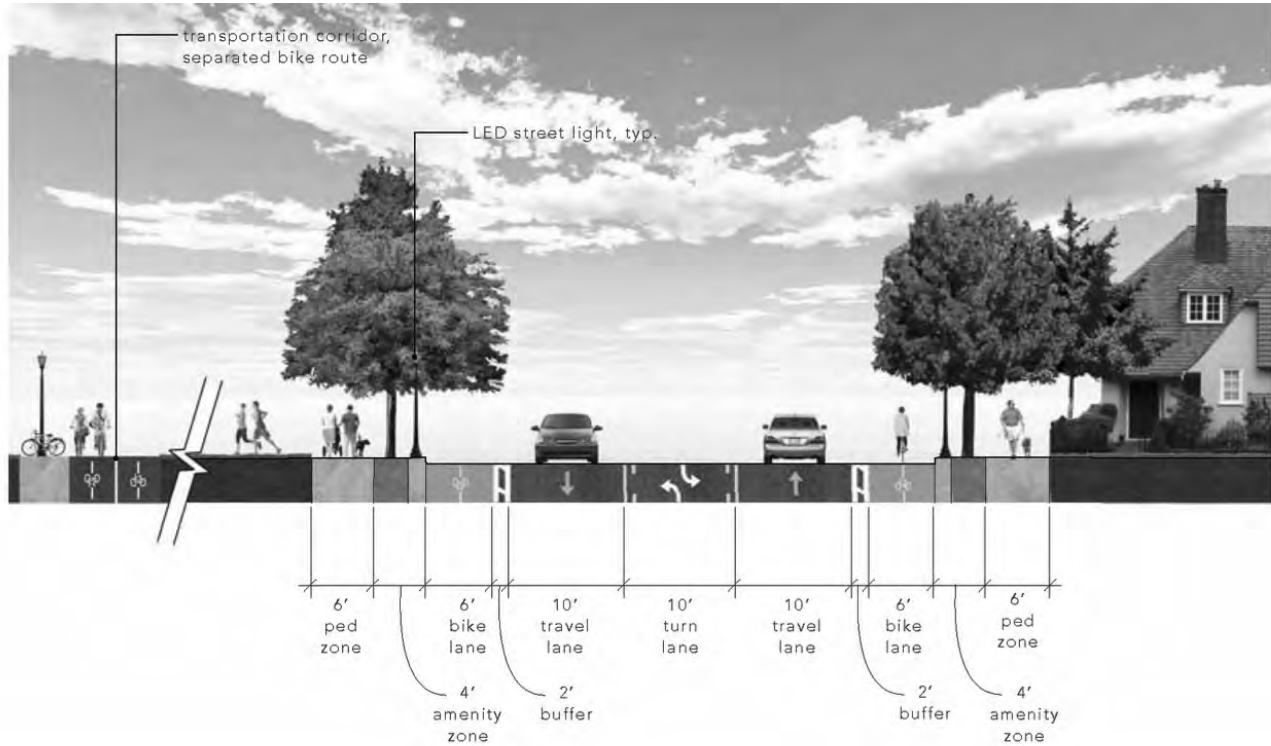 transportation corridor,
separated bike route
LED street light, typ.
6'
ped
zone
6'
bike
lane
10'
travel
lane
10'
turn
lane
10'
travel
lane
6'
bike
lane
6'
ped
zone
4'
amenity
zone
2'
buffer
2'
buffer
4'
amenity
zone